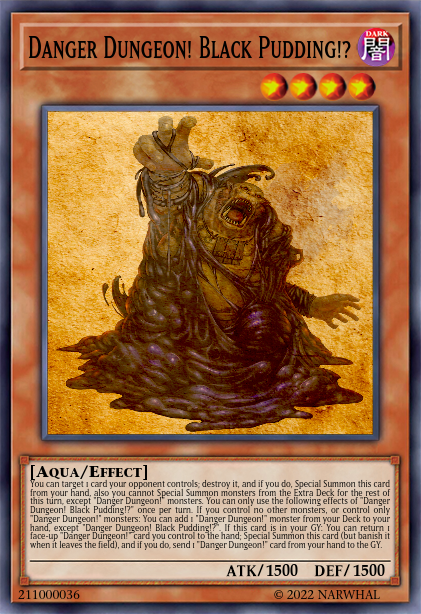 DANGER DUNGEON! BLACK PUDDING!?
DARK
闇
[AQUA/EFFECT]
You can target 1 card your opponent controls; destroy it, and if you do, Special Summon this card
from your hand, also you cannot Special Summon monsters from the Extra Deck for the rest of
this turn, except "Danger Dungeon!" monsters. You can only use the following effects of "Danger
Dungeon! Black Pudding!?" once per turn. If you control no other monsters, or control only
"Danger Dungeon!" monsters: You can add 1 "Danger Dungeon!" monster from your Deck to your
hand, except "Danger Dungeon! Black Pudding!?". If this card is in your GY: You can return 1
face-up "Danger Dungeon!" card you control to the hand; Special Summon this card (but banish it
when it leaves the field), and if you do, send 1 "Danger Dungeon!" card from your hand to the GY.
ATK/1500 DEF/1500
211000036 © 2022 NARWHAL